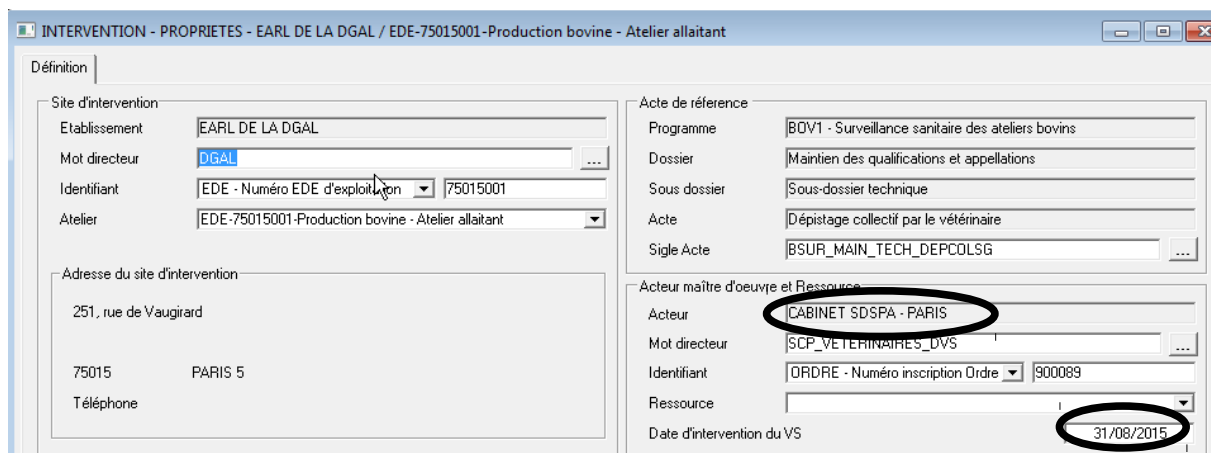 INTERVENTION - PROPRIETES - EARL DE LA DGAL / EDE-75015001-Production bovine - Atelier allaitant
Définition
Site d'intervention
Etablissement EARL DE LA DGAL
Mot directeur DGAL ...
Identifiant EDE - Numéro EDE d'exploitation 75015001
Atelier EDE-75015001-Production bovine - Atelier allaitant
Adresse du site d'intervention
251, rue de Vaugirard
75015 PARIS 5
Téléphone
Acte de réference
Programme BOV1 - Surveillance sanitaire des ateliers bovins
Dossier Maintien des qualifications et appellations
Sous dossier Sous-dossier technique
Acte Dépistage collectif par le vétérinaire
Sigle Acte BSUR_MAIN_TECH_DEPCOLSG ...
Acteur maître d'oeuvre et Ressource
Acteur CABINET SDSPA - PARIS
Mot directeur SCP_VETERINAIRES_DVS ...
Identifiant ORDRE - Numéro inscription Ordre 900089
Ressource
Date d'intervention du VS 31/08/2015